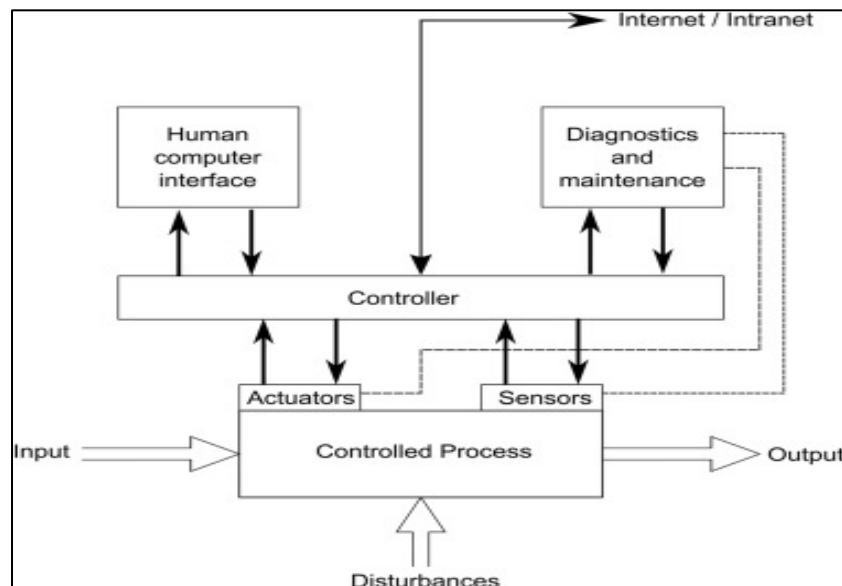 Internet / Intranet
Human
computer
interface
Diagnostics
and
maintenance
Controller
Actuators
Sensors
Input
Controlled Process
Output
Disturbances